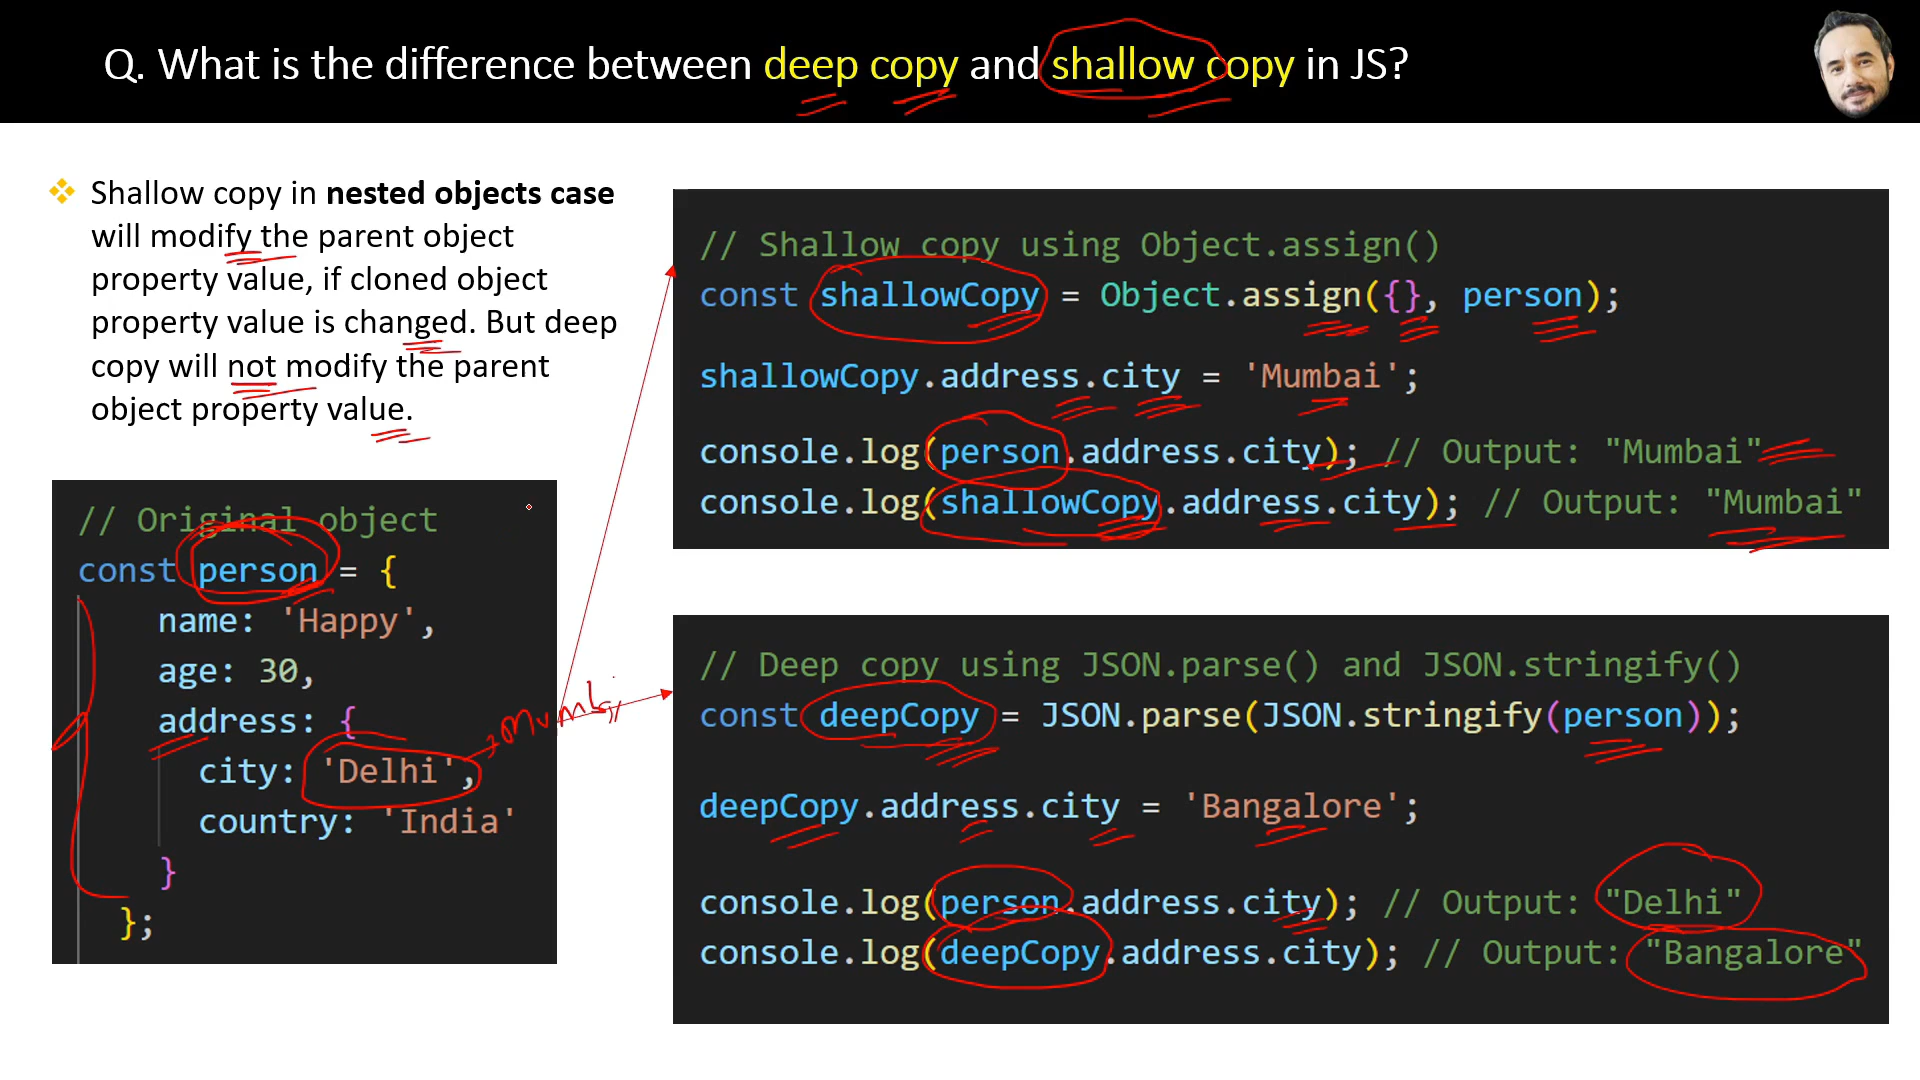 Q. What is the difference between deep copy and shallow copy in JS?
Shallow copy in nested objects case
will modify the parent object
property value, if cloned object
property value is changed. But deep
copy will not modify the parent
object property value.
// Original object
const person = {
name: 'Happy',
age: 30,
address: {
city: 'Delhi',
country: 'India'
}
};
// Shallow copy using Object.assign()
const shallowCopy = Object.assign({}, person);
shallowCopy.address.city = 'Mumbai';
console.log(person.address.city); // Output: "Mumbai"
console.log(shallowCopy.address.city); // Output: "Mumbai"
// Deep copy using JSON.parse() and JSON.stringify()
const deepCopy = JSON.parse(JSON.stringify(person));
deepCopy.address.city = 'Bangalore';
console.log(person.address.city); // Output: "Delhi"
console.log(deepCopy.address.city); // Output: "Bangalore"